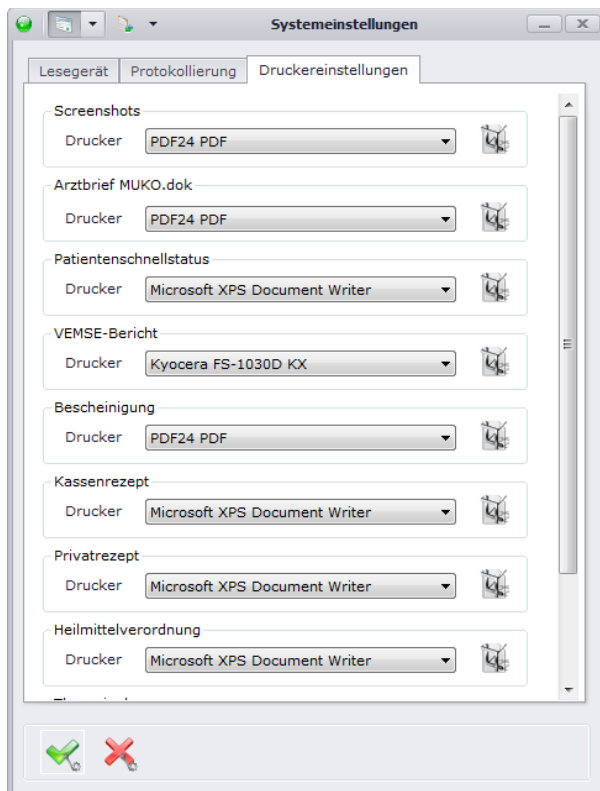 Systemeinstellungen
Lesegerät Protokollierung Druckereinstellungen
Screenshots
Drucker PDF24 PDF
Arztbrief MUKO.dok
Drucker PDF24 PDF
Patientenschnellstatus
Drucker Microsoft XPS Document Writer
VEMSE-Bericht
Drucker Kyocera FS-1030D KX
Bescheinigung
Drucker PDF24 PDF
Kassenrezept
Drucker Microsoft XPS Document Writer
Privatrezept
Drucker Microsoft XPS Document Writer
Heilmittelverordnung
Drucker Microsoft XPS Document Writer